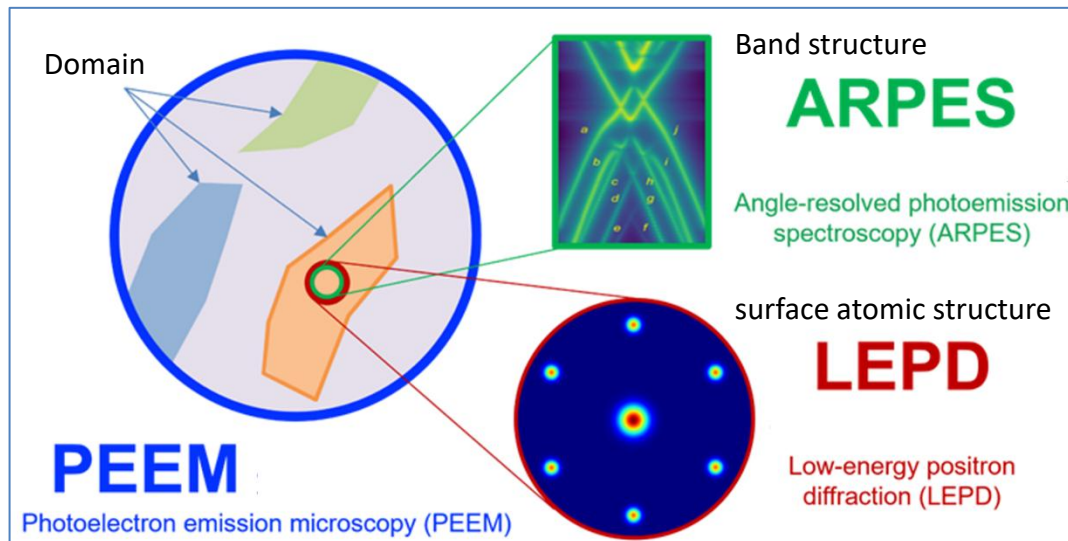 Domain
PEEM
Photoelectron emission microscopy (PEEM)
Band structure
ARPES
Angle-resolved photoemission
spectroscopy (ARPES)
a
j
b
i
c
h
d
g
e
f
surface atomic structure
LEPD
Low-energy positron
diffraction (LEPD)